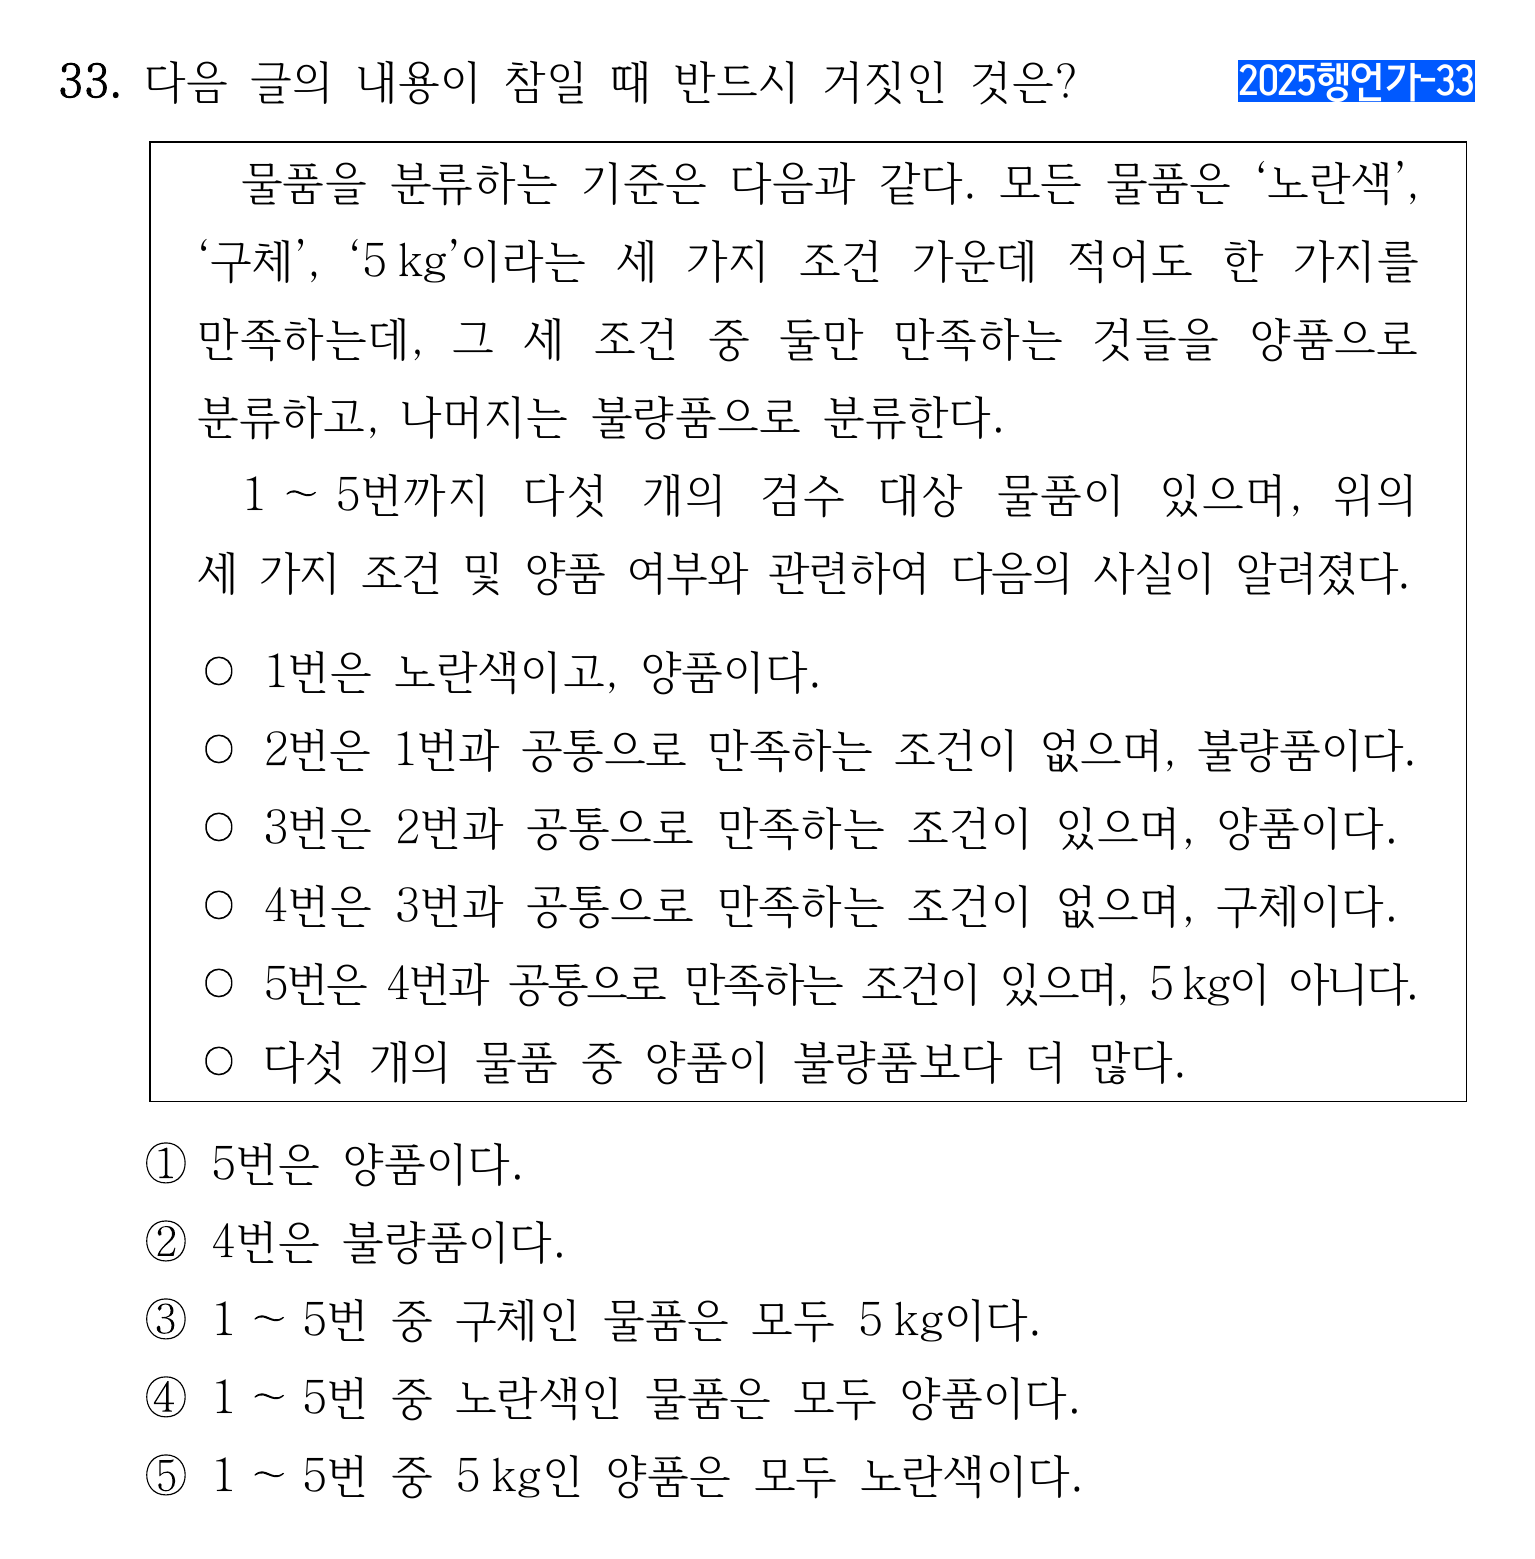 33. 다음 글의 내용이 참일 때 반드시 거짓인 것은?
2025행언가-33
물품을 분류하는 기준은 다음과 같다. 모든 물품은 ‘노란색’,
‘구체’, ‘5 kg’이라는 세 가지 조건 가운데 적어도 한 가지를
만족하는데, 그 세 조건 중 둘만 만족하는 것들을 양품으로
분류하고, 나머지는 불량품으로 분류한다.
1 ~ 5번까지 다섯 개의 검수 대상 물품이 있으며, 위의
세 가지 조건 및 양품 여부와 관련하여 다음의 사실이 알려졌다.
○ 1번은 노란색이고, 양품이다.
○ 2번은 1번과 공통으로 만족하는 조건이 없으며, 불량품이다.
○ 3번은 2번과 공통으로 만족하는 조건이 있으며, 양품이다.
○ 4번은 3번과 공통으로 만족하는 조건이 없으며, 구체이다.
○ 5번은 4번과 공통으로 만족하는 조건이 있으며, 5 kg이 아니다.
○ 다섯 개의 물품 중 양품이 불량품보다 더 많다.
① 5번은 양품이다.
② 4번은 불량품이다.
③ 1 ~ 5번 중 구체인 물품은 모두 5 kg이다.
④ 1 ~ 5번 중 노란색인 물품은 모두 양품이다.
⑤ 1 ~ 5번 중 5 kg인 양품은 모두 노란색이다.